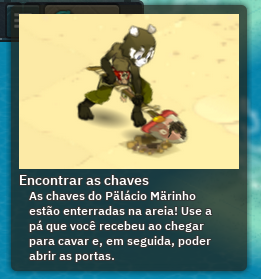 Encontrar as chaves
As chaves do Pälácio Märinho
estão enterradas na areia! Use a
pá que você recebeu ao chegar
para cavar e, em seguida, poder
abrir as portas.